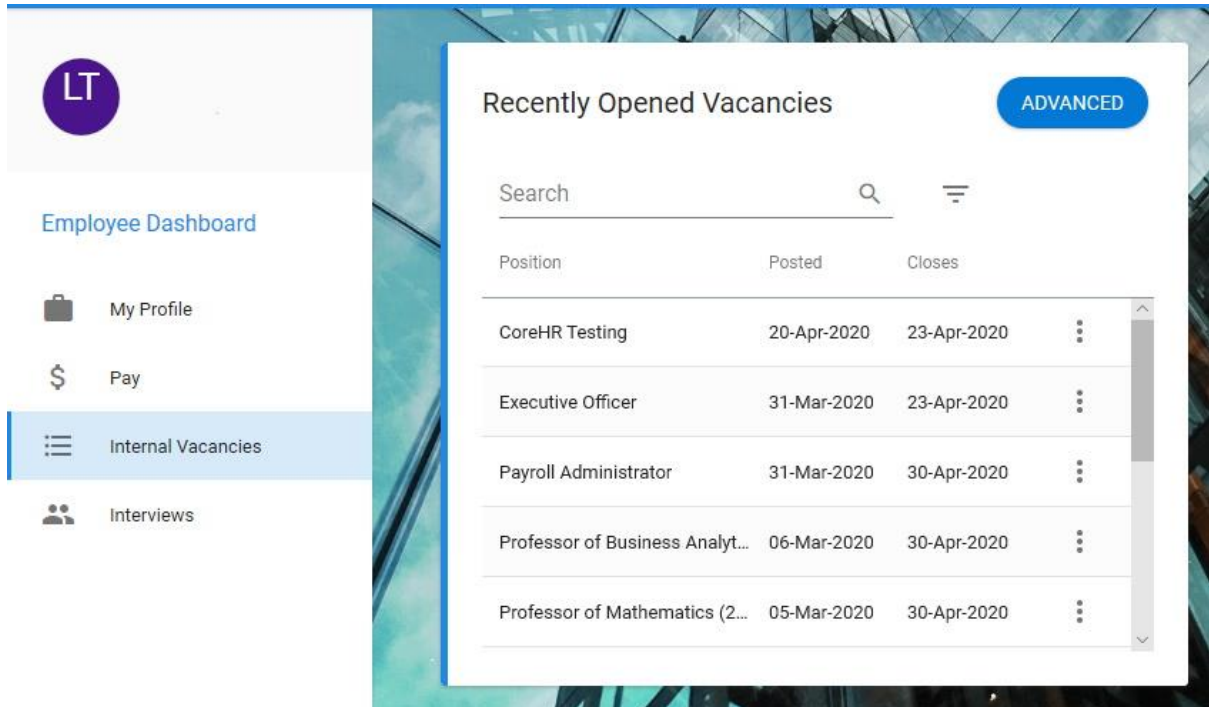 LT
Employee Dashboard
My Profile
Pay
Internal Vacancies
Interviews
Recently Opened Vacancies
ADVANCED
Search
Position Posted Closes
CoreHR Testing 20-Apr-2020 23-Apr-2020
Executive Officer 31-Mar-2020 23-Apr-2020
Payroll Administrator 31-Mar-2020 30-Apr-2020
Professor of Business Analyt... 06-Mar-2020 30-Apr-2020
Professor of Mathematics (2... 05-Mar-2020 30-Apr-2020